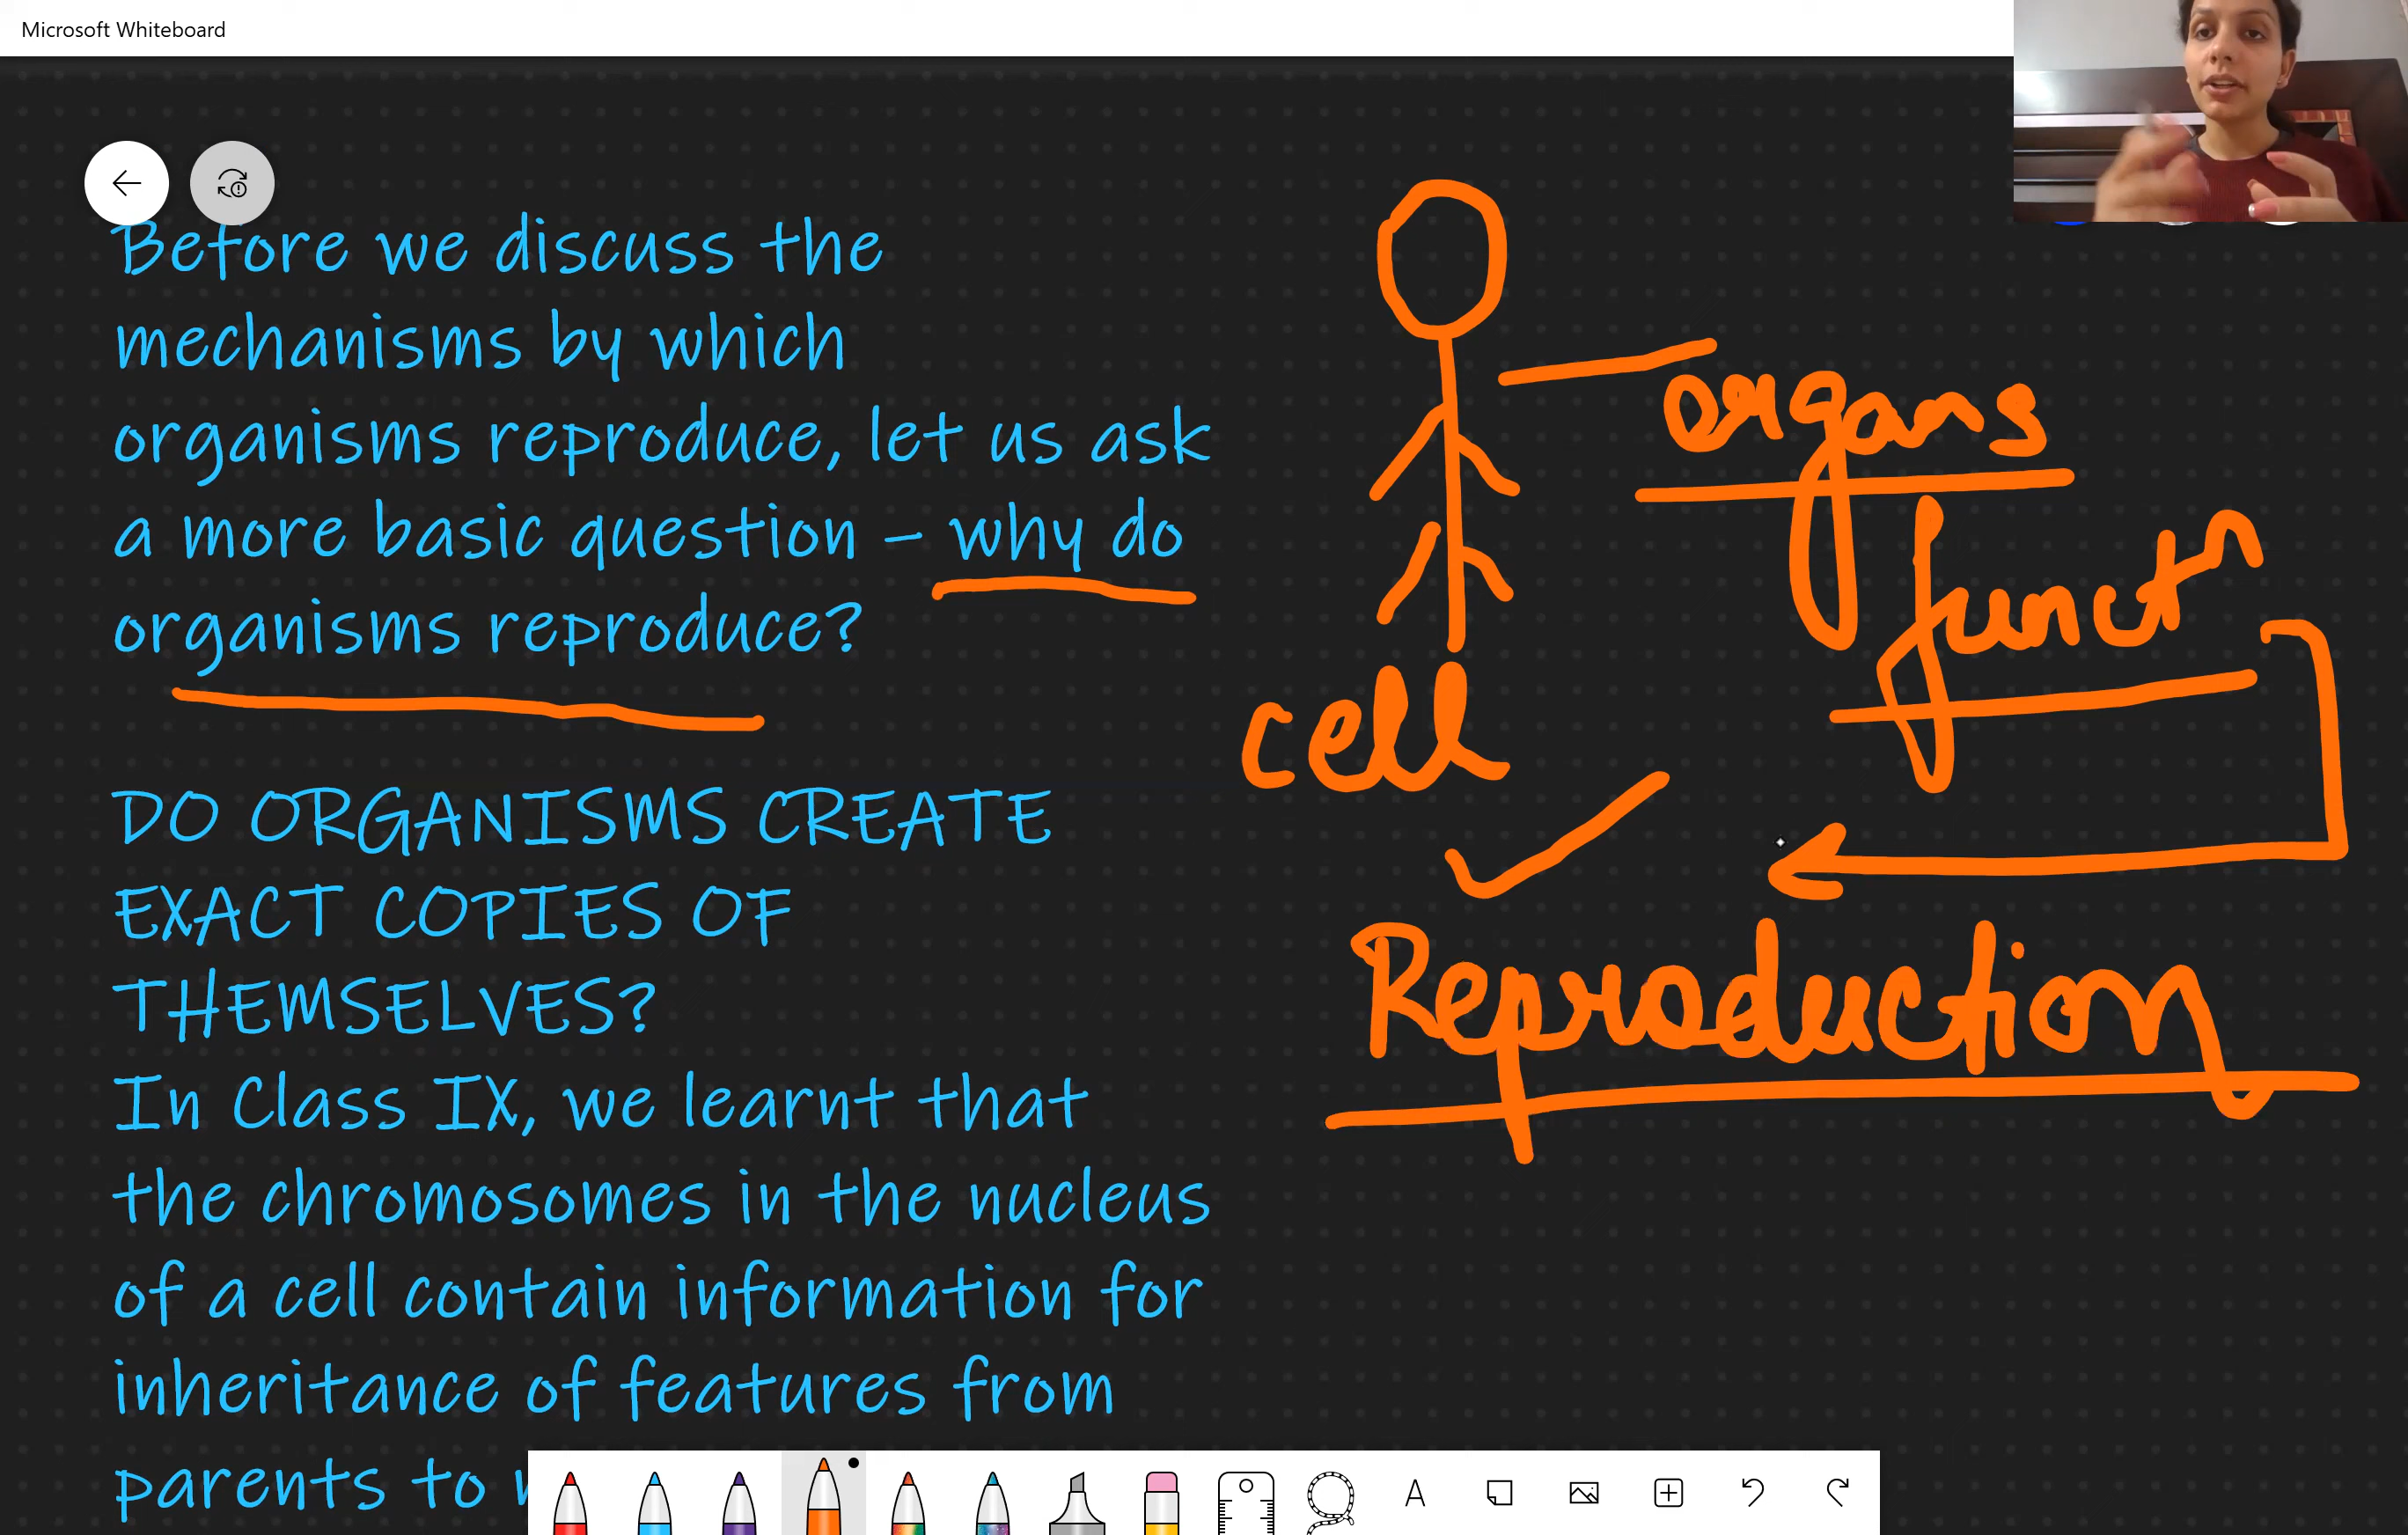 Microsoft Whiteboard
Before we discuss the
mechanisms by which
organisms reproduce, let us ask
a more basic question – why do
organisms reproduce?
DO ORGANISMS CREATE
EXACT COPIES OF
THEMSELVES?
In Class IX, we learnt that
the chromosomes in the nucleus
of a cell contain information for
inheritance of features from
parents to
organs
functn
cell
Reproduction
A